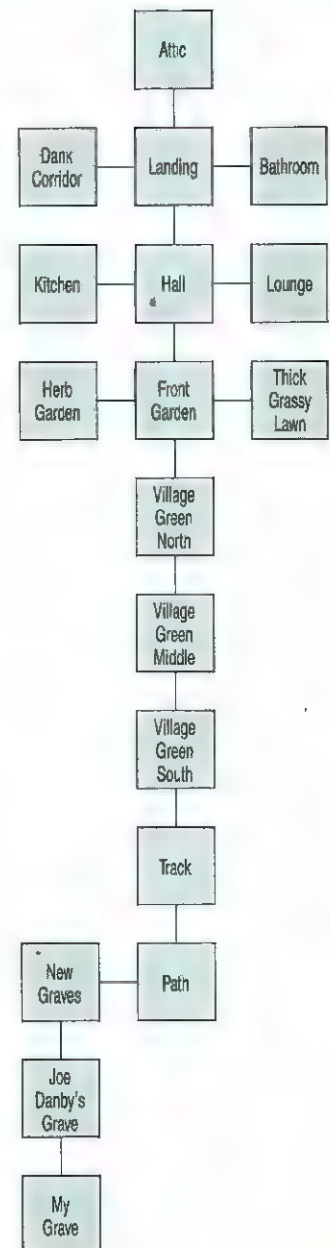 Attic
Dank
Corridor
Landing
Bathroom
Kitchen
Hall
Lounge
Herb
Garden
Front
Garden
Thick
Grassy
Lawn
Village
Green
North
Village
Green
Middle
Village
Green
South
Track
New
Graves
Path
Joe
Danby's
Grave
My
Grave